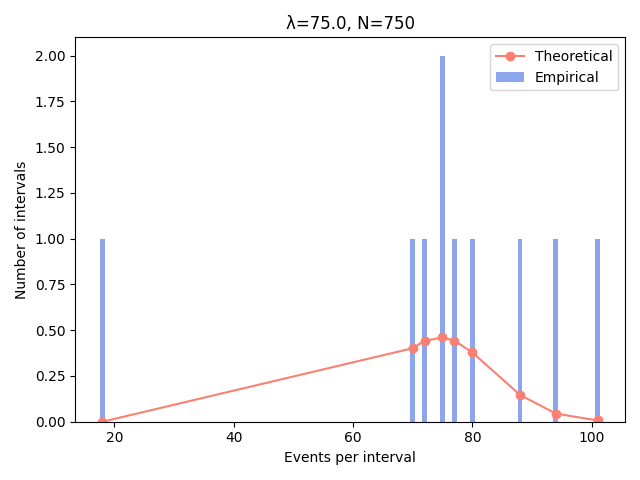 λ=75.0, N=750
Theoretical
Empirical
Number of intervals
2.00
1.75
1.50
1.25
1.00
0.75
0.50
0.25
0.00
20 40 60 80 100
Events per interval